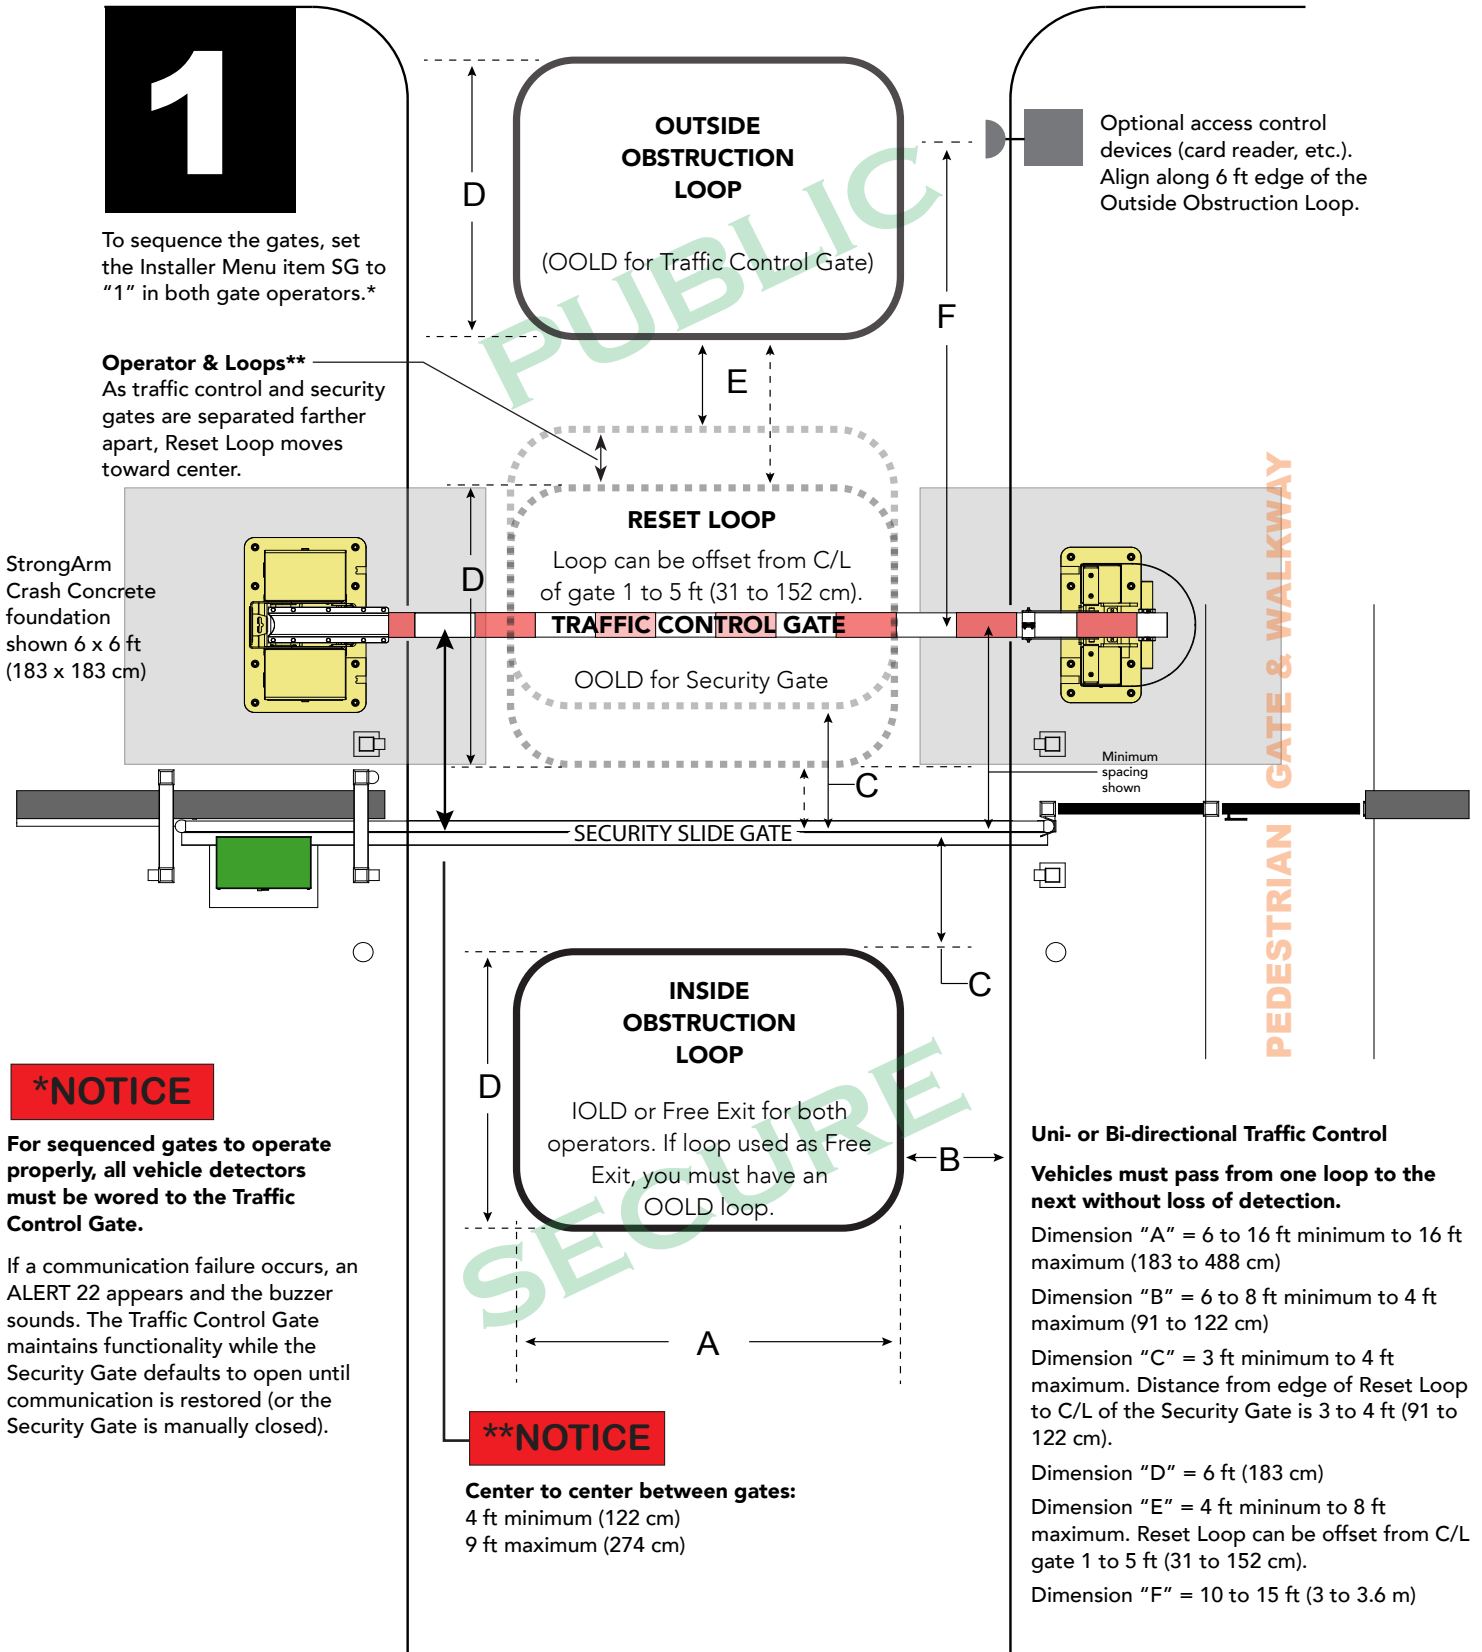 1
To sequence the gates, set
the Installer Menu item SG to
“1” in both gate operators.*
Operator & Loops**
As traffic control and security
gates are separated farther
apart, Reset Loop moves
toward center.
StrongArm
Crash Concrete
foundation
shown 6 x 6 ft
(183 x 183 cm)
D
OUTSIDE
OBSTRUCTION
LOOP
(OOLD for Traffic Control Gate)
PUBLIC
Optional access control
devices (card reader, etc.).
Align along 6 ft edge of the
Outside Obstruction Loop.
F
E
D
RESET LOOP
Loop can be offset from C/L
of gate 1 to 5 ft (31 to 152 cm).
TRAFFIC CONTROL GATE
OOLD for Security Gate
C
Minimum
spacing
shown
PEDESTRIAN GATE & WALKWAY
SECURITY SLIDE GATE
C
D
INSIDE
OBSTRUCTION
LOOP
IOLD or Free Exit for both
operators. If loop used as Free
Exit, you must have an
OOLD loop.
SECURE
B
A
*NOTICE
For sequenced gates to operate
properly, all vehicle detectors
must be wored to the Traffic
Control Gate.
If a communication failure occurs, an
ALERT 22 appears and the buzzer
sounds. The Traffic Control Gate
maintains functionality while the
Security Gate defaults to open until
communication is restored (or the
Security Gate is manually closed).
**NOTICE
Center to center between gates:
4 ft minimum (122 cm)
9 ft maximum (274 cm)
Uni- or Bi-directional Traffic Control
Vehicles must pass from one loop to the
next without loss of detection.
Dimension “A” = 6 to 16 ft minimum to 16 ft
maximum (183 to 488 cm)
Dimension “B” = 6 to 8 ft minimum to 4 ft
maximum (91 to 122 cm)
Dimension “C” = 3 ft minimum to 4 ft
maximum. Distance from edge of Reset Loop
to C/L of the Security Gate is 3 to 4 ft (91 to
122 cm).
Dimension “D” = 6 ft (183 cm)
Dimension “E” = 4 ft mininum to 8 ft
maximum. Reset Loop can be offset from C/L
gate 1 to 5 ft (31 to 152 cm).
Dimension “F” = 10 to 15 ft (3 to 3.6 m)